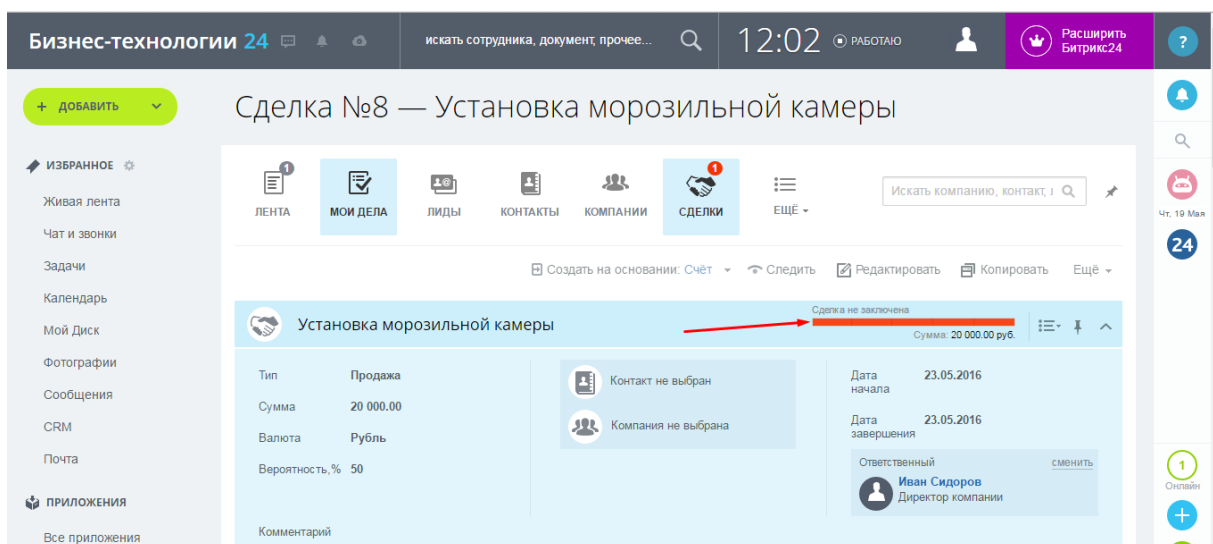 Бизнес-технологии 24
искать сотрудника, документ, прочее...
12:02
РАБОТАЮ
Расширить
Битрикс24
?
+ ДОБАВИТЬ
Сделка №8 — Установка морозильной камеры
ИЗБРАННОЕ
Живая лента
Чат и звонки
Задачи
Календарь
Мой Диск
Фотографии
Сообщения
CRM
Почта
ПРИЛОЖЕНИЯ
Все приложения
1
ЛЕНТА
МОИ ДЕЛА
ЛИДЫ
КОНТАКТЫ
КОМПАНИИ
1
СДЕЛКИ
ЕЩЁ
Искать компанию, контакт, л
Создать на основании: Счёт
Следить
Редактировать
Копировать
Ещё
Установка морозильной камеры
Сделка не заключена
Сумма: 20 000.00 руб.
Тип Продажа
Сумма 20 000.00
Валюта Рубль
Вероятность,% 50
Комментарий
Контакт не выбран
Компания не выбрана
Дата
начала
23.05.2016
Дата
завершения
23.05.2016
Ответственный
сменить
Иван Сидоров
Директор компании
Чт, 19 Мая
24
1
Онлайн
+